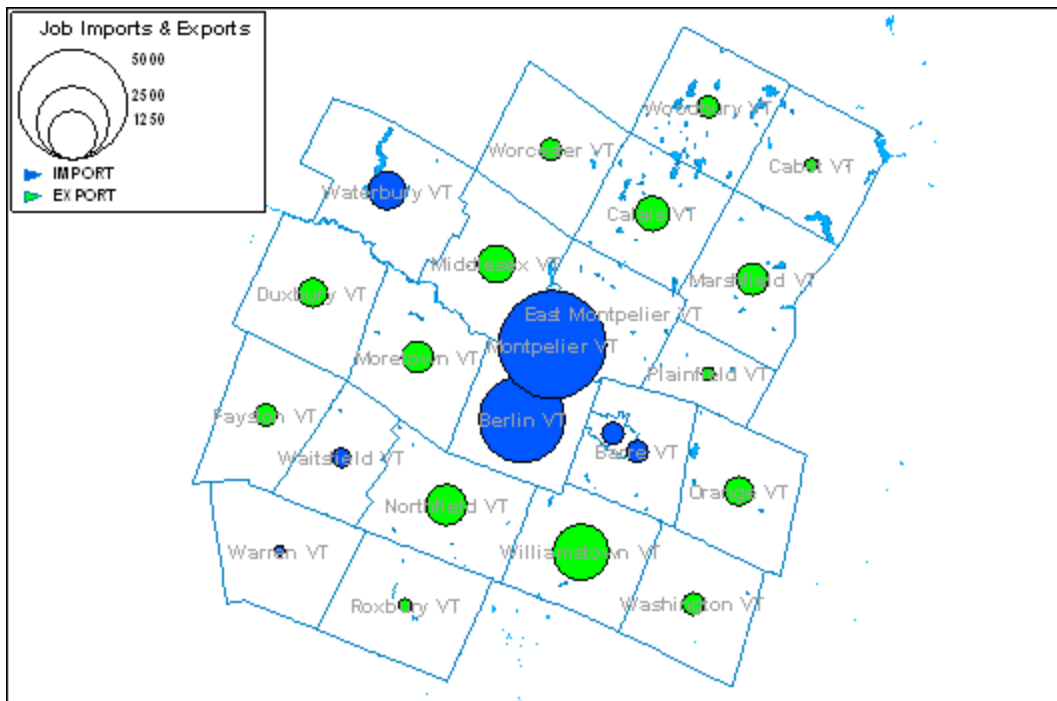 Job Imports & Exports
5000
2500
1250
IMPORT
EXPORT
Woodbury VT
Worcester VT
Cabot VT
Waterbury VT
Calais VT
Middlesex VT
Marshfield VT
Duxbury VT
East Montpelier VT
Montpelier VT
Moretown VT
Plainfield VT
Fayston VT
Berlin VT
Barre VT
Waitsfield VT
Orange VT
Northfield VT
Warren VT
Williamstown VT
Roxbury VT
Washington VT